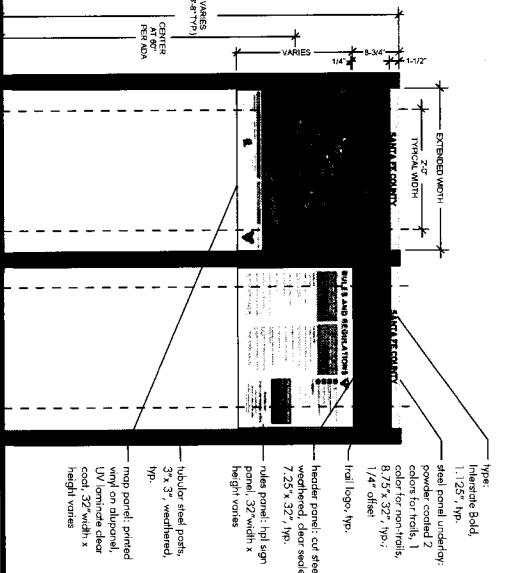 VARIES
8" TYP.)
CENTER
AT 60"
PER ADA
VARIES
1/4"
8-3/4"
1-1/2"
EXTENDED WIDTH
2'-0"
TYPICAL WIDTH
SANTA FE COUNTY
SANTA FE COUNTY
RULES AND REGULATIONS
type:
Interstate Bold,
1.125", typ.
steel panel underlay:
powder coated 2
colors for trails, 1
color for non-trails,
8.75"x 32", typ.;
1/4" offset
trail logo, typ.
header panel: cut stee
weathered, clear seale
7.25"x 32", typ.
rules panel: hpl sign
panel, 32"width x
height varies
tubular steel posts,
3"x 3", weathered,
typ.
map panel: printed
vinyl on alupanel,
UV laminate clear
coat, 32"width x
height varies